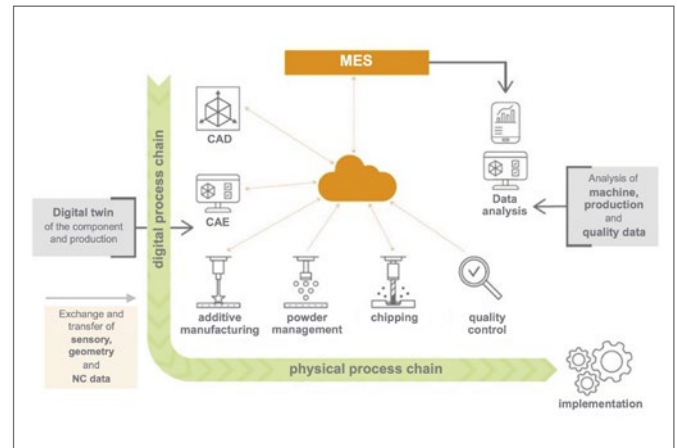 MES
CAD
digital process chain
CAE
Data
analysis
Analysis of
machine,
production
and
quality data
Digital twin
of the component
and production
additive
manufacturing
powder
management
chipping
quality
control
Exchange and
transfer of
sensory,
geometry
and
NC data
physical process chain
implementation